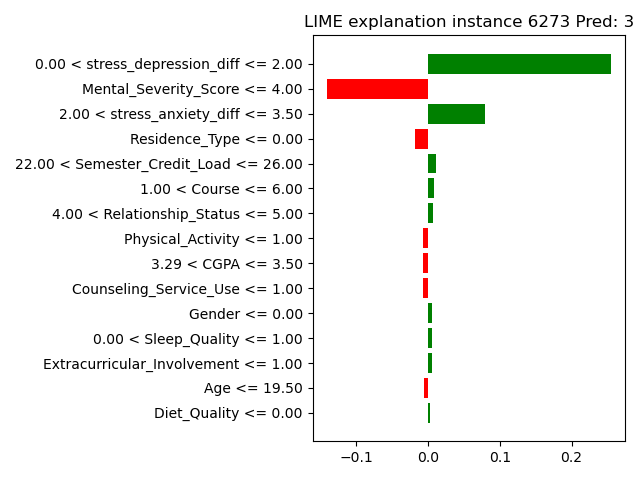 LIME explanation instance 6273 Pred: 3
0.00 < stress_depression_diff <= 2.00
Mental_Severity_Score <= 4.00
2.00 < stress_anxiety_diff <= 3.50
Residence_Type <= 0.00
22.00 < Semester_Credit_Load <= 26.00
1.00 < Course <= 6.00
4.00 < Relationship_Status <= 5.00
Physical_Activity <= 1.00
3.29 < CGPA <= 3.50
Counseling_Service_Use <= 1.00
Gender <= 0.00
0.00 < Sleep_Quality <= 1.00
Extracurricular_Involvement <= 1.00
Age <= 19.50
Diet_Quality <= 0.00
−0.1 0.0 0.1 0.2